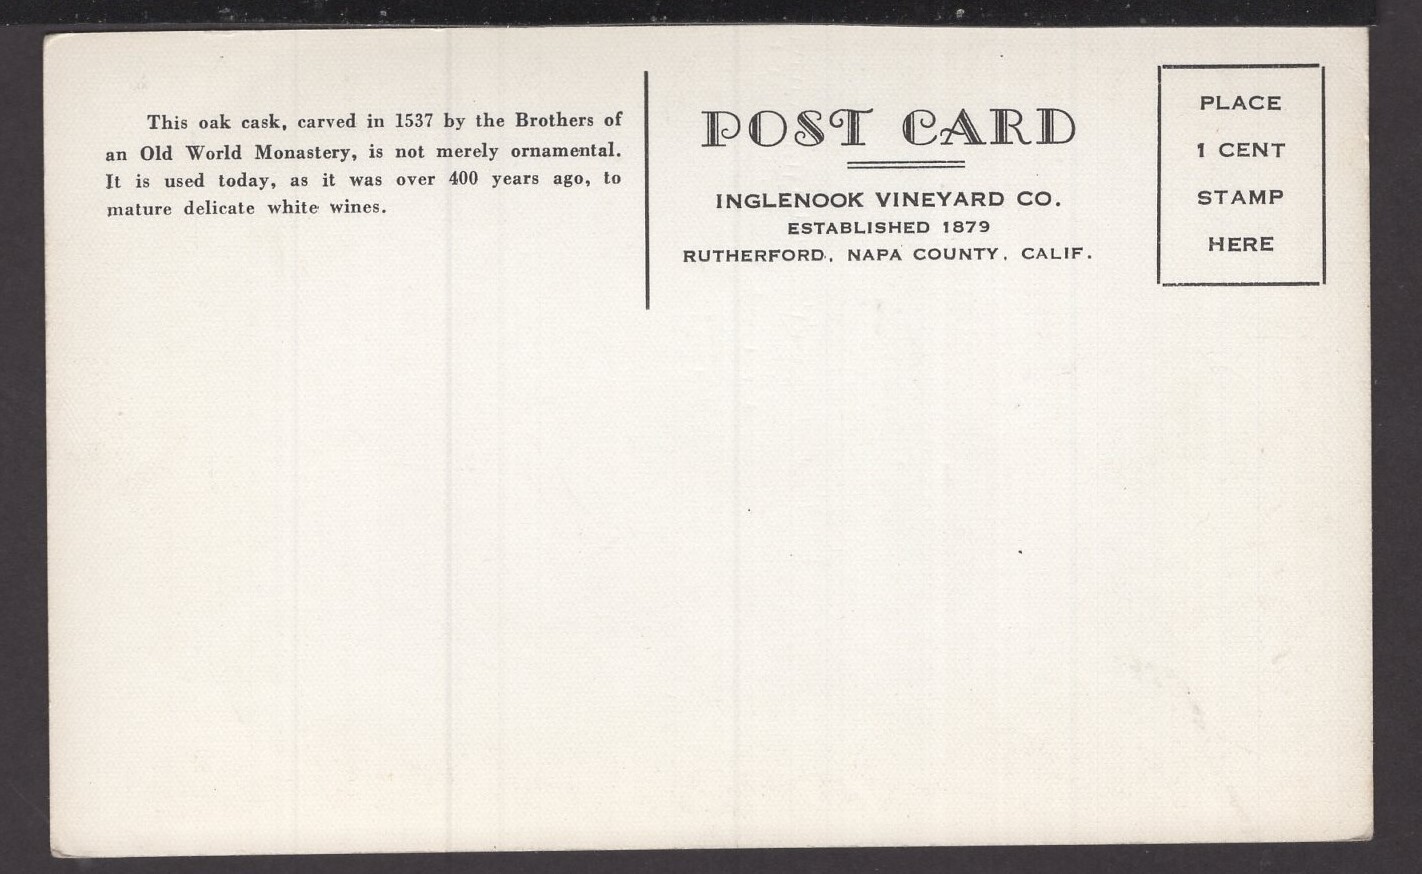 This oak cask, carved in 1537 by the Brothers of
an Old World Monastery, is not merely ornamental.
It is used today, as it was over 400 years ago, to
mature delicate white wines.
POST CARD
INGLENOOK VINEYARD CO.
ESTABLISHED 1879
RUTHERFORD, NAPA COUNTY, CALIF.
PLACE
1 CENT
STAMP
HERE